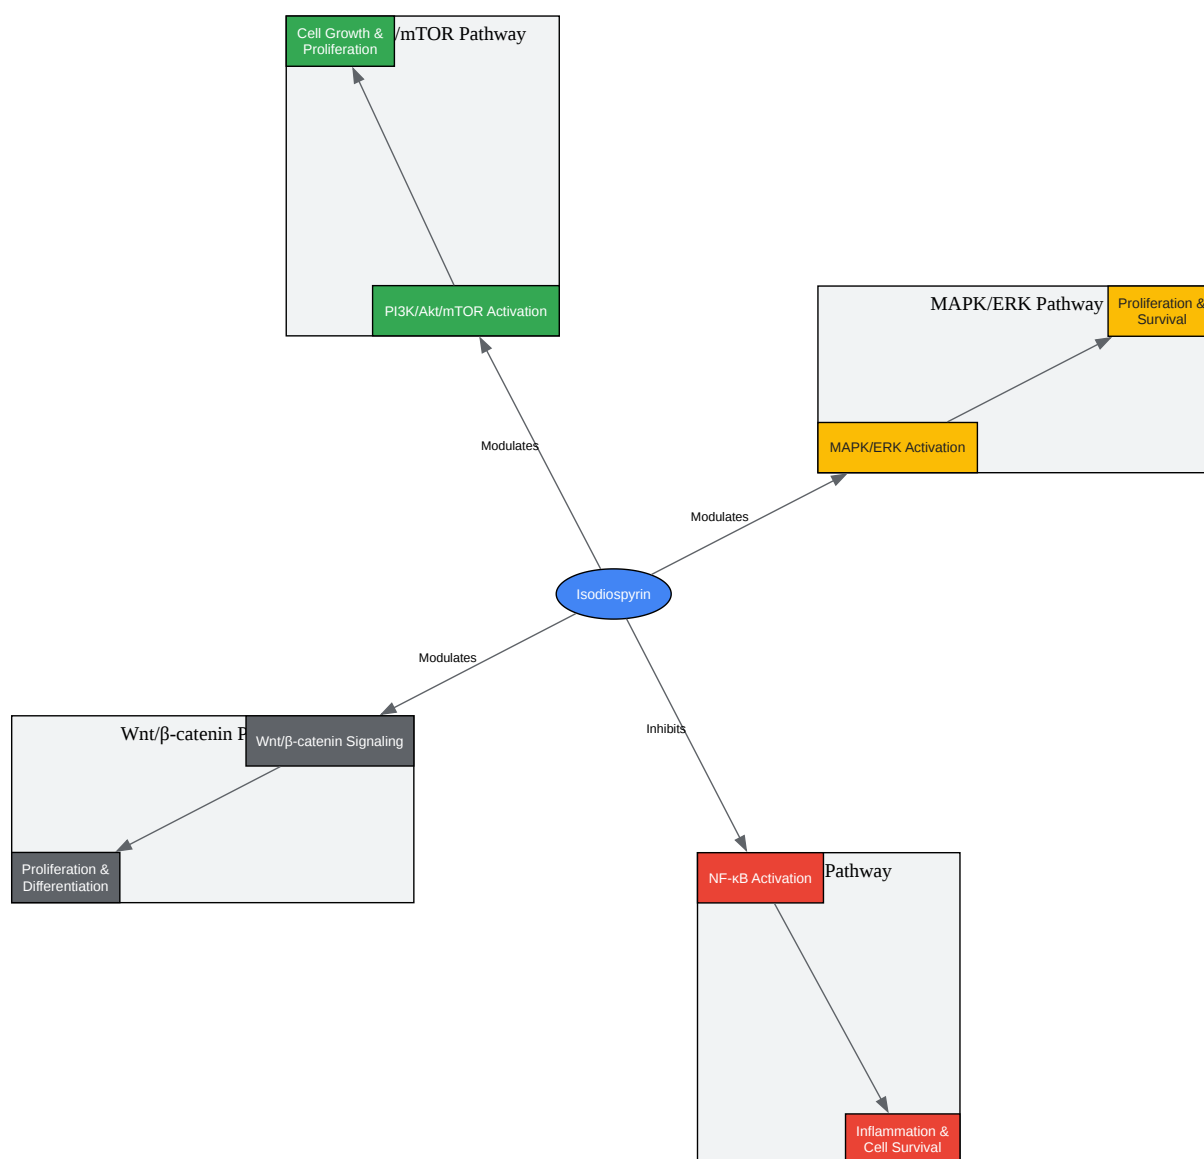 Cell Growth &
Proliferation
/mTOR Pathway
PI3K/Akt/mTOR Activation
MAPK/ERK Pathway
Proliferation &
Survival
MAPK/ERK Activation
Modulates
Modulates
Isodiospyrin
Modulates
Inhibits
Wnt/β-catenin P
Wnt/β-catenin Signaling
Proliferation &
Differentiation
NF-κB Activation
Pathway
Inflammation &
Cell Survival